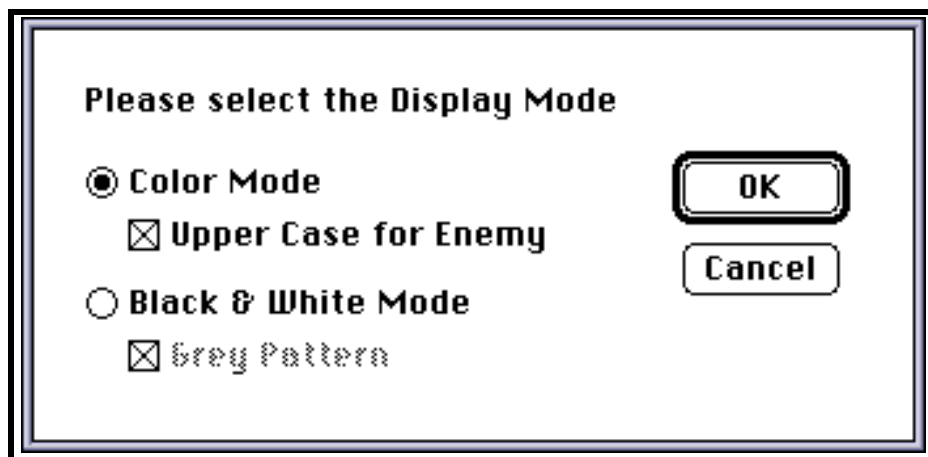 Please select the Display Mode
Color Mode
Upper Case for Enemy
Black & White Mode
Grey Pattern
OK
Cancel